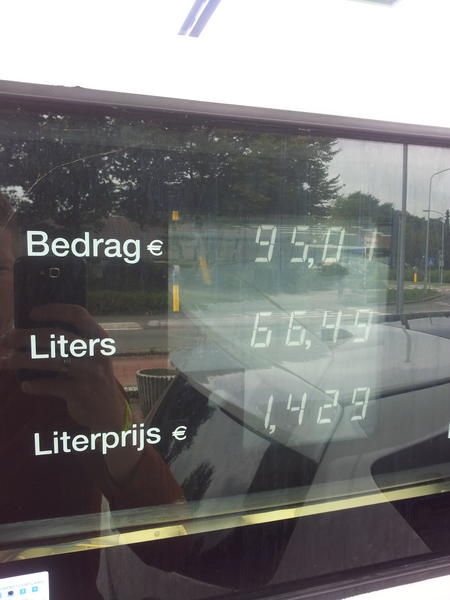 Bedrag € 95,01
Liters 66,49
Literprijs € 1,429